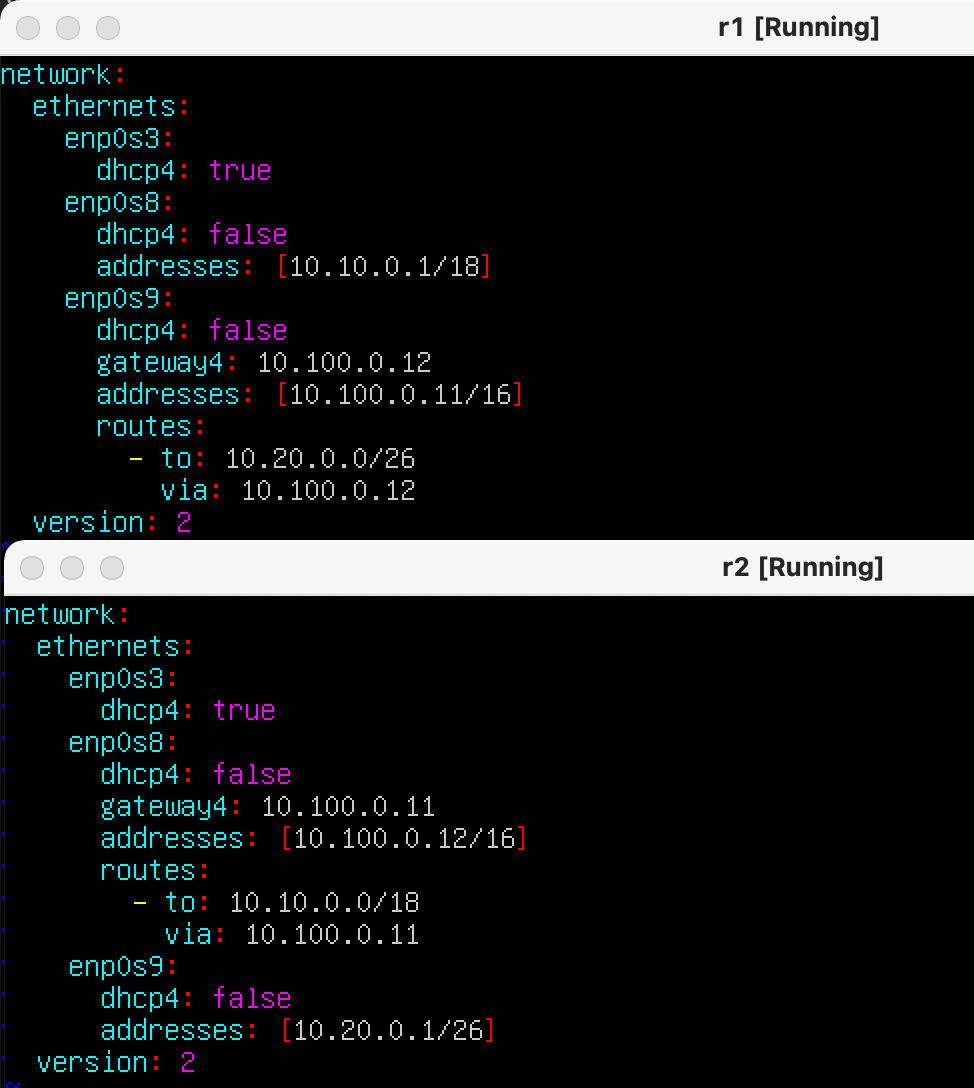 r1 [Running]
network:
  ethernets:
    enp0s3:
      dhcp4: true
    enp0s8:
      dhcp4: false
      addresses: [10.10.0.1/18]
    enp0s9:
      dhcp4: false
      gateway4: 10.100.0.12
      addresses: [10.100.0.11/16]
      routes:
        - to: 10.20.0.0/26
          via: 10.100.0.12
  version: 2
r2 [Running]
network:
  ethernets:
    enp0s3:
      dhcp4: true
    enp0s8:
      dhcp4: false
      gateway4: 10.100.0.11
      addresses: [10.100.0.12/16]
      routes:
        - to: 10.10.0.0/18
          via: 10.100.0.11
    enp0s9:
      dhcp4: false
      addresses: [10.20.0.1/26]
  version: 2
~